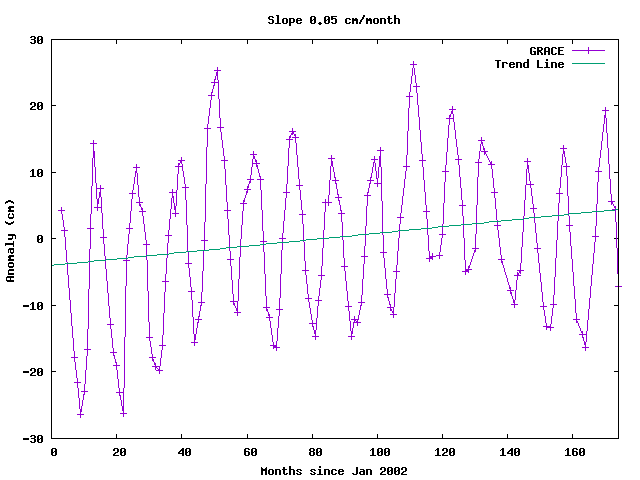 Slope 0.05 cm/month
GRACE
Trend Line
30
20
10
0
-10
-20
-30
Anomaly (cm)
0 20 40 60 80 100 120 140 160
Months since Jan 2002